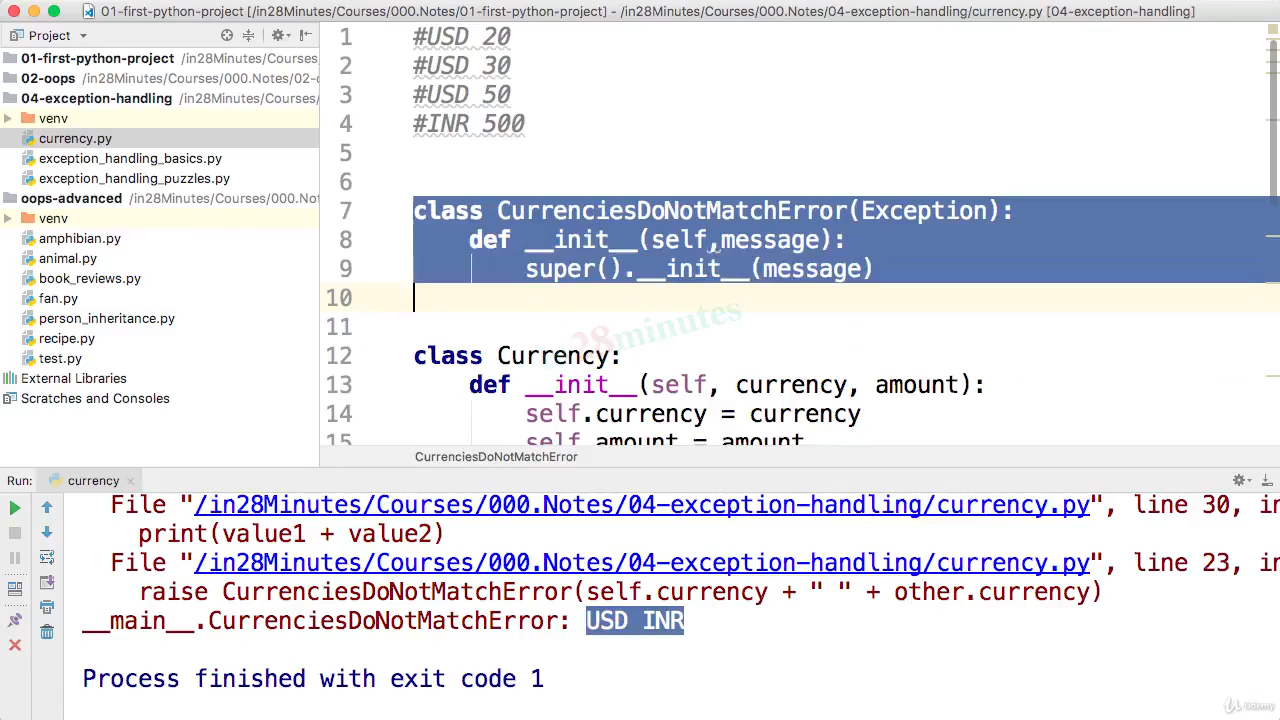 01-first-python-project [/in28Minutes/Courses/000.Notes/01-first-python-project] - /in28Minutes/Courses/000.Notes/04-exception-handling/currency.py [04-exception-handling]
Project
01-first-python-project /in28Minutes/Courses
02-oops /in28Minutes/Courses/000.Notes/02-
04-exception-handling /in28Minutes/Courses/
venv
currency.py
exception_handling_basics.py
exception_handling_puzzles.py
oops-advanced /in28Minutes/Courses/000.
venv
amphibian.py
animal.py
book_reviews.py
fan.py
person_inheritance.py
recipe.py
test.py
External Libraries
Scratches and Consoles
1 #USD 20
2 #USD 30
3 #USD 50
4 #INR 500
5
6
7 class CurrenciesDoNotMatchError(Exception):
8 def __init__(self,message):
9 super().__init__(message)
10
11
28minutes
12 class Currency:
13 def __init__(self, currency, amount):
14 self.currency = currency
15 self.amount = amount
CurrenciesDoNotMatchError
Run: currency
File "/in28Minutes/Courses/000.Notes/04-exception-handling/currency.py", line 30, in
print(value1 + value2)
File "/in28Minutes/Courses/000.Notes/04-exception-handling/currency.py", line 23, in
raise CurrenciesDoNotMatchError(self.currency + " " + other.currency)
__main__.CurrenciesDoNotMatchError: USD INR
Process finished with exit code 1
Udemy